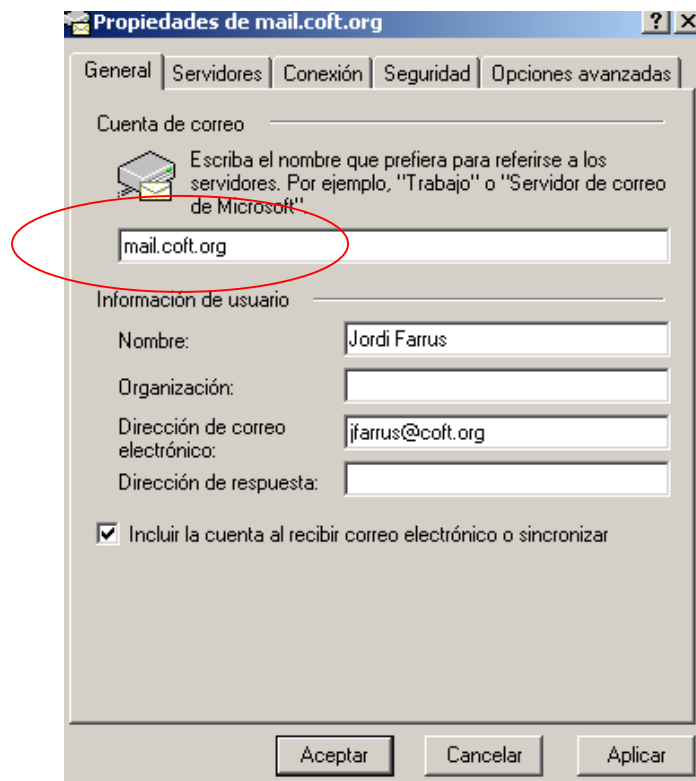 Propiedades de mail.coft.org
General Servidores Conexión Seguridad Opciones avanzadas
Cuenta de correo
Escriba el nombre que prefiera para referirse a los
servidores. Por ejemplo, "Trabajo" o "Servidor de correo
de Microsoft".
mail.coft.org
Información de usuario
Nombre: Jordi Farrus
Organización:
Dirección de correo
electrónico: jfarrus@coft.org
Dirección de respuesta:
Incluir la cuenta al recibir correo electrónico o sincronizar
Aceptar Cancelar Aplicar